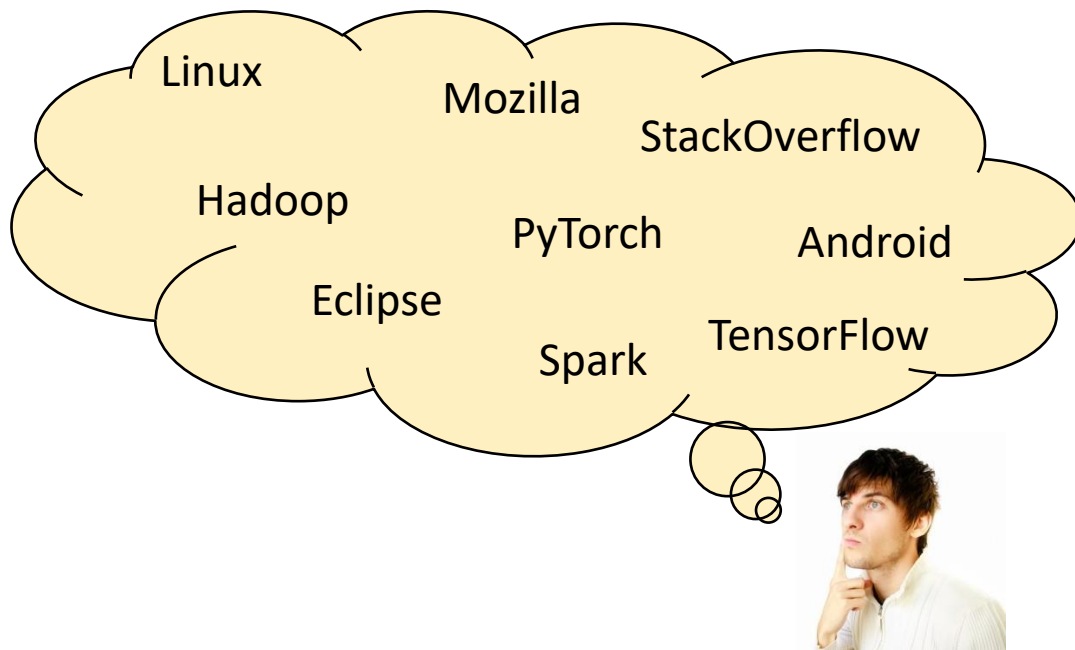 Linux
Mozilla
StackOverflow
Hadoop
PyTorch
Android
Eclipse
TensorFlow
Spark